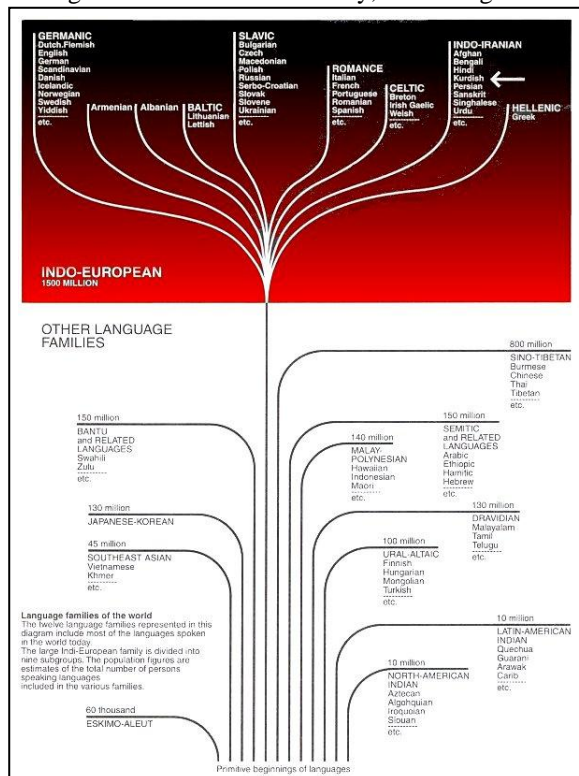 GERMANIC
Dutch.Flemish
English
German
Scandinavian
Danish
Icelandic
Norwegian
Swedish
Yiddish
etc.
Armenian
Albanian
BALTIC
Lithuanian
Lettish
etc.
SLAVIC
Bulgarian
Czech
Macedonian
Polish
Russian
Serbo-Croatian
Slovak
Slovene
Ukrainian
etc.
ROMANCE
Italian
French
Portuguese
Romanian
Spanish
etc.
CELTIC
Breton
Irish Gaelic
Welsh
etc.
INDO-IRANIAN
Afghan
Bengali
Hindi
Kurdish
Persian
Sanskrit
Singhalese
Urdu
etc.
HELLENIC
Greek
INDO-EUROPEAN
1500 MILLION
OTHER LANGUAGE
FAMILIES
800 million
SINO-TIBETAN
Burmese
Chinese
Thai
Tibetan
etc.
150 million
BANTU
and RELATED
LANGUAGES
Swahili
Zulu
etc.
140 million
MALAY-
POLYNESIAN
Hawaiian
Indonesian
Maori
etc.
150 million
SEMITIC
and RELATED
LANGUAGES
Arabic
Ethiopic
Hamitic
Hebrew
etc.
130 million
JAPANESE-KOREAN
130 million
DRAVIDIAN
Malayalam
Tamil
Telugu
etc.
45 million
SOUTHEAST ASIAN
Vietnamese
Khmer
etc.
100 million
URAL-ALTAIC
Finnish
Hungarian
Mongolian
Turkish
etc.
Language families of the world
The twelve language families represented in this
diagram include most of the languages spoken
in the world today.
The large Indi-European family is divided into
nine subgroups. The population figures are
estimates of the total number of persons
speaking languages
included in the various families.
10 million
LATIN-AMERICAN
INDIAN
Quechua
Guarani
Arawak
Carib
etc.
10 million
NORTH-AMERICAN
INDIAN
Aztecan
Algohquian
Iroquoian
Siouan
etc.
60 thousand
ESKIMO-ALEUT
Primitive beginnings of languages